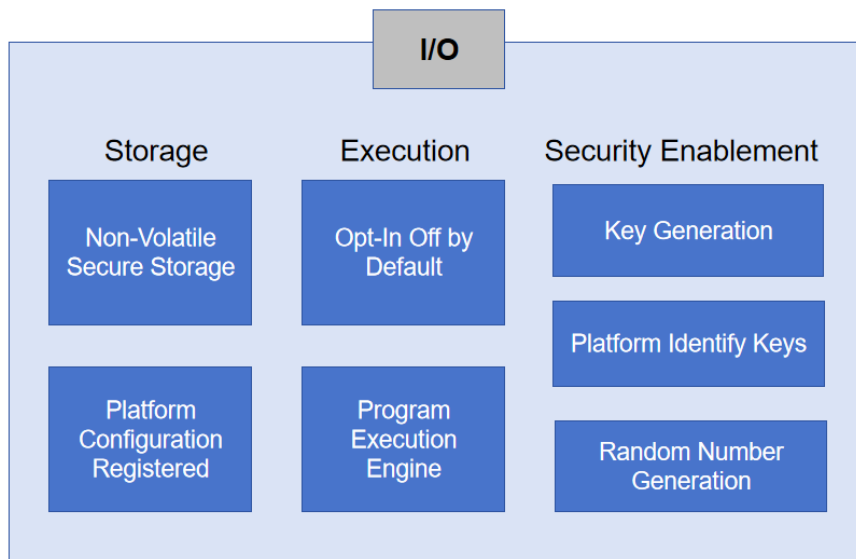 I/O
Storage
Execution
Security Enablement
Non-Volatile
Secure Storage
Opt-In Off by
Default
Key Generation
Platform Identify Keys
Platform
Configuration
Registered
Program
Execution
Engine
Random Number
Generation